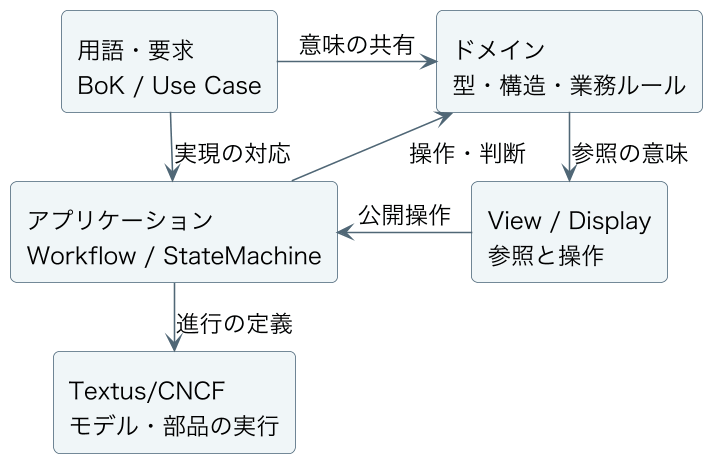 用語・要求
BoK / Use Case
意味の共有
ドメイン
型・構造・業務ルール
実現の対応
操作・判断
参照の意味
アプリケーション
Workflow / StateMachine
公開操作
View / Display
参照と操作
進行の定義
Textus/CNCF
モデル・部品の実行